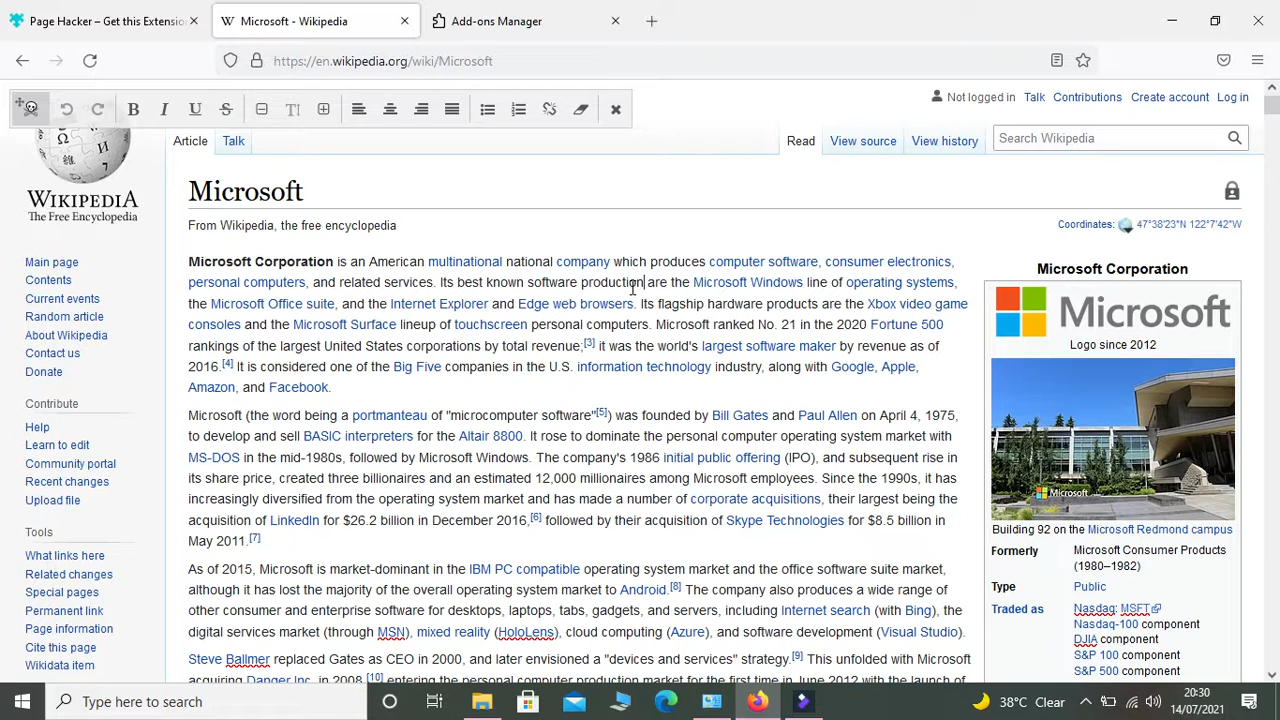 Page Hacker – Get this Extension
Microsoft - Wikipedia
Add-ons Manager
https://en.wikipedia.org/wiki/Microsoft
B I U S
Not logged in Talk Contributions Create account Log in
Article Talk
Read View source View history
Search Wikipedia
WIKIPEDIA
The Free Encyclopedia
Main page
Contents
Current events
Random article
About Wikipedia
Contact us
Donate
Contribute
Help
Learn to edit
Community portal
Recent changes
Upload file
Tools
What links here
Related changes
Special pages
Permanent link
Page information
Cite this page
Wikidata item
Microsoft
From Wikipedia, the free encyclopedia
Coordinates: 47°38′23″N 122°7′42″W
Microsoft Corporation is an American multinational national company which produces computer software, consumer electronics,
personal computers, and related services. Its best known software production are the Microsoft Windows line of operating systems,
the Microsoft Office suite, and the Internet Explorer and Edge web browsers. Its flagship hardware products are the Xbox video game
consoles and the Microsoft Surface lineup of touchscreen personal computers. Microsoft ranked No. 21 in the 2020 Fortune 500
rankings of the largest United States corporations by total revenue;[3] it was the world's largest software maker by revenue as of
2016.[4] It is considered one of the Big Five companies in the U.S. information technology industry, along with Google, Apple,
Amazon, and Facebook.
Microsoft (the word being a portmanteau of "microcomputer software"[5]) was founded by Bill Gates and Paul Allen on April 4, 1975,
to develop and sell BASIC interpreters for the Altair 8800. It rose to dominate the personal computer operating system market with
MS-DOS in the mid-1980s, followed by Microsoft Windows. The company's 1986 initial public offering (IPO), and subsequent rise in
its share price, created three billionaires and an estimated 12,000 millionaires among Microsoft employees. Since the 1990s, it has
increasingly diversified from the operating system market and has made a number of corporate acquisitions, their largest being the
acquisition of LinkedIn for $26.2 billion in December 2016,[6] followed by their acquisition of Skype Technologies for $8.5 billion in
May 2011.[7]
As of 2015, Microsoft is market-dominant in the IBM PC compatible operating system market and the office software suite market,
although it has lost the majority of the overall operating system market to Android.[8] The company also produces a wide range of
other consumer and enterprise software for desktops, laptops, tabs, gadgets, and servers, including Internet search (with Bing), the
digital services market (through MSN), mixed reality (HoloLens), cloud computing (Azure), and software development (Visual Studio).
Steve Ballmer replaced Gates as CEO in 2000, and later envisioned a "devices and services" strategy.[9] This unfolded with Microsoft
acquiring Danger Inc. in 2008,[10] entering the personal computer production market for the first time in June 2012 with the launch of
Microsoft Corporation
Microsoft
Logo since 2012
Microsoft
Building 92 on the Microsoft Redmond campus
Formerly Microsoft Consumer Products
(1980–1982)
Type Public
Traded as Nasdaq: MSFT
Nasdaq-100 component
DJIA component
S&P 100 component
S&P 500 component
Type here to search
38°C Clear
20:30
14/07/2021